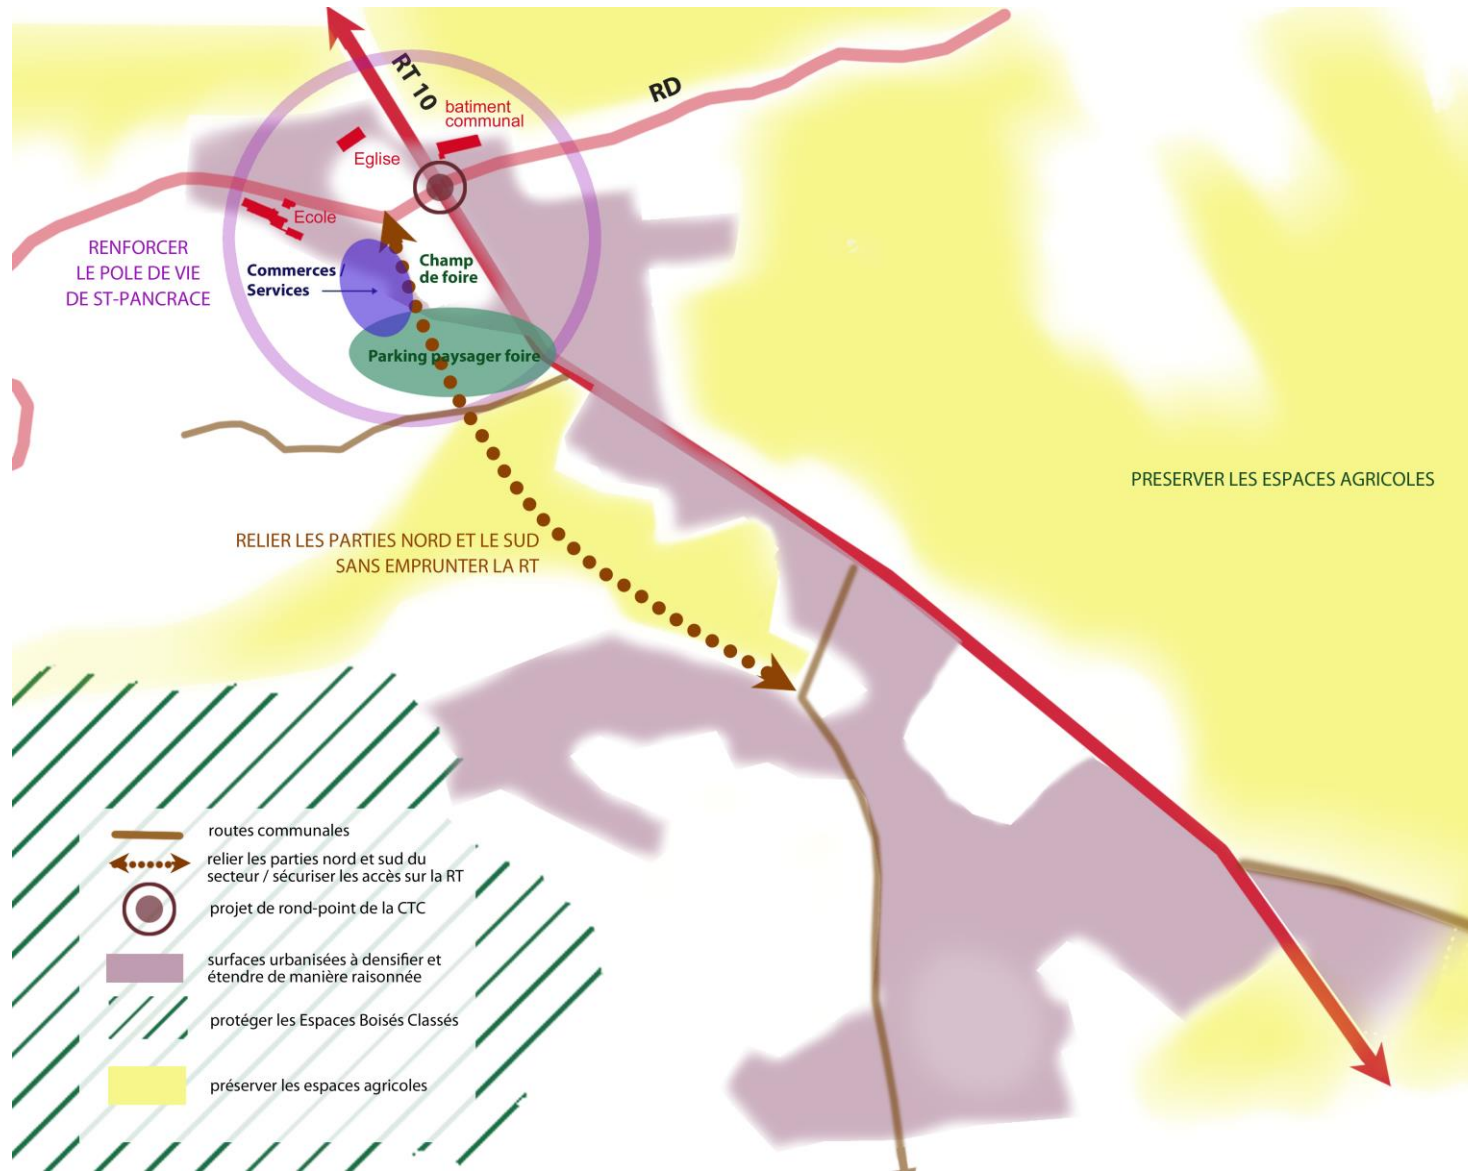 RT 10
RD
batiment
communal
Eglise
Ecole
RENFORCER
LE POLE DE VIE
DE ST-PANCRACE
Commerces /
Services
Champ
de foire
Parking paysager foire
PRESERVER LES ESPACES AGRICOLES
RELIER LES PARTIES NORD ET LE SUD
SANS EMPRUNTER LA RT
routes communales
relier les parties nord et sud du
secteur / sécuriser les accès sur la RT
projet de rond-point de la CTC
surfaces urbanisées à densifier et
étendre de manière raisonnée
protéger les Espaces Boisés Classés
préserver les espaces agricoles